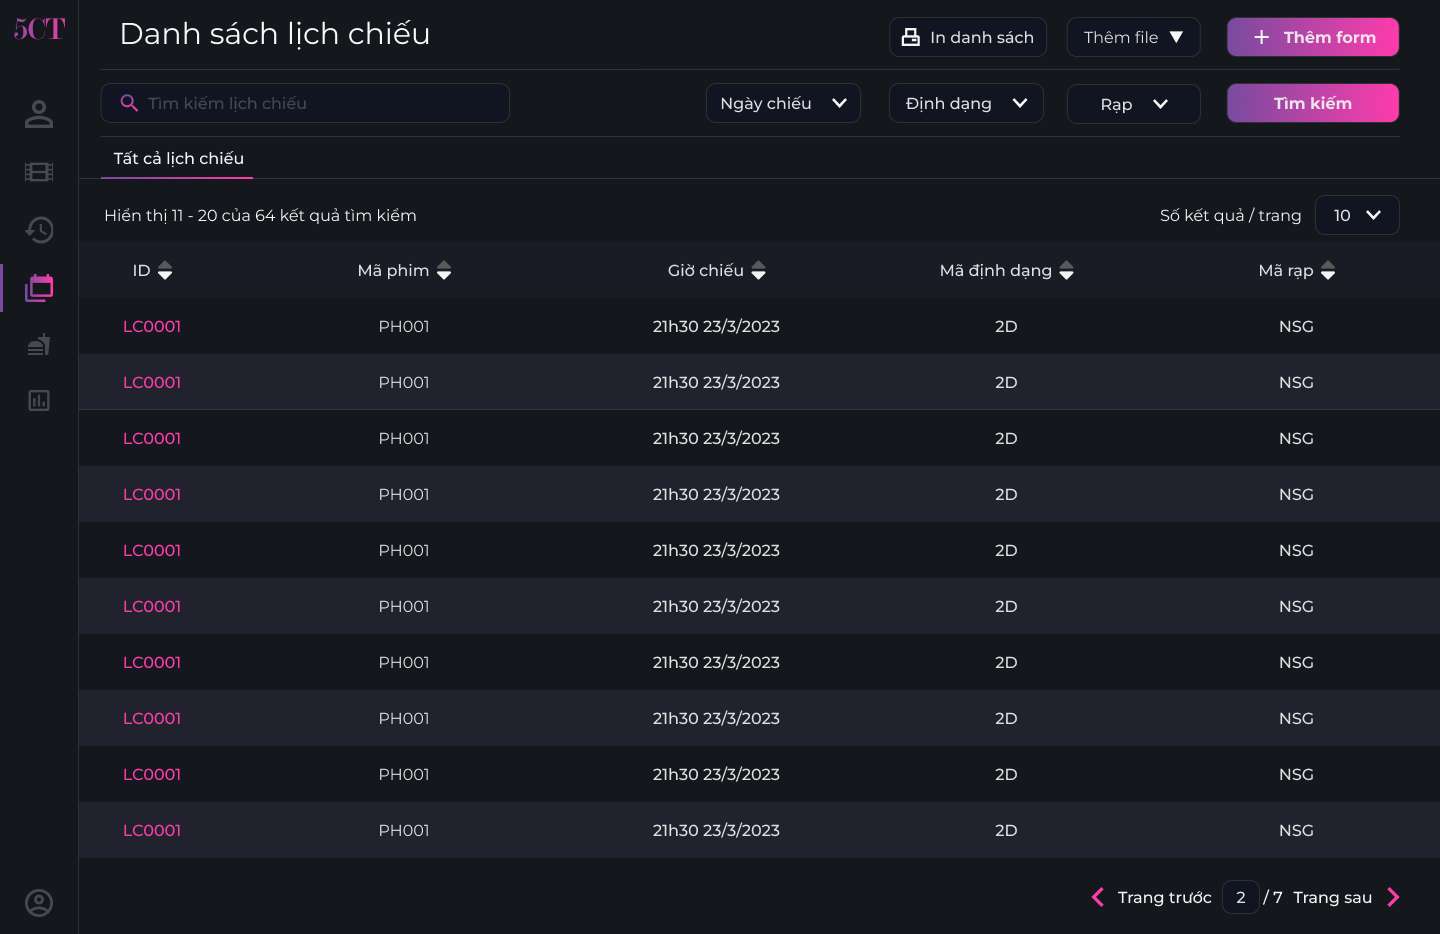 5CT
Danh sách lịch chiếu
In danh sách
Thêm file
Thêm form
Tìm kiếm lịch chiếu
Ngày chiếu
Định dạng
Rạp
Tìm kiếm
Tất cả lịch chiếu
Hiển thị 11 - 20 của 64 kết quả tìm kiếm
Số kết quả / trang 10
ID Mã phim Giờ chiếu Mã định dạng Mã rạp
LC0001 PH001 21h30 23/3/2023 2D NSG
LC0001 PH001 21h30 23/3/2023 2D NSG
LC0001 PH001 21h30 23/3/2023 2D NSG
LC0001 PH001 21h30 23/3/2023 2D NSG
LC0001 PH001 21h30 23/3/2023 2D NSG
LC0001 PH001 21h30 23/3/2023 2D NSG
LC0001 PH001 21h30 23/3/2023 2D NSG
LC0001 PH001 21h30 23/3/2023 2D NSG
LC0001 PH001 21h30 23/3/2023 2D NSG
LC0001 PH001 21h30 23/3/2023 2D NSG
Trang trước 2 / 7 Trang sau